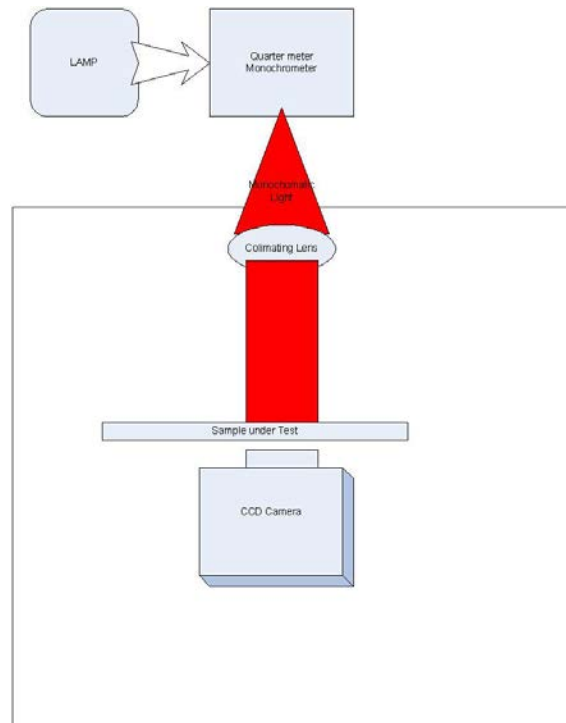 LAMP
Quarter meter
Monochrometer
Monochomatic
Light
Colimating Lens
Sample under Test
CCD Camera